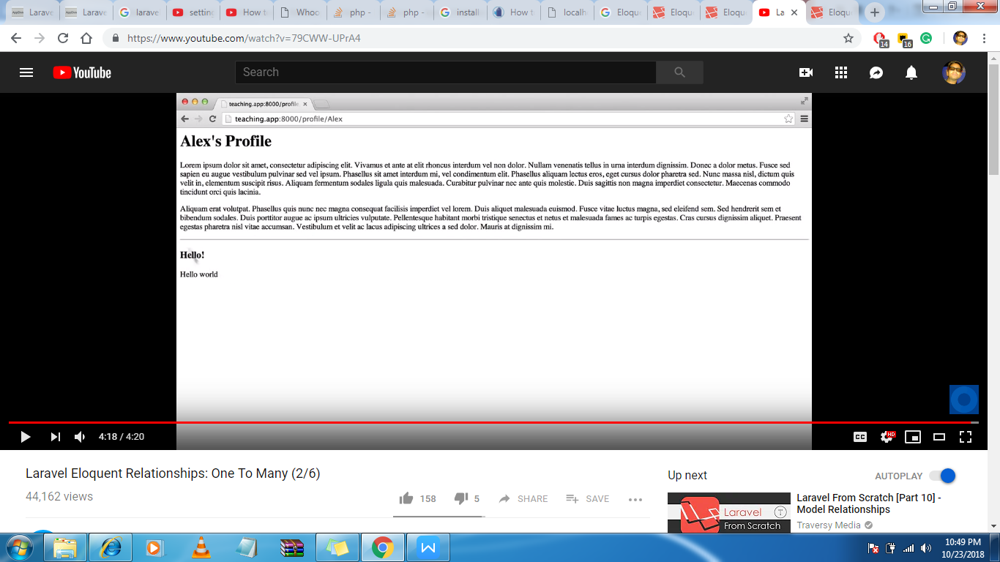 Larave
Larave
larave
settin
How to
Whoo
php -
php -
install
How t
localh
Eloqu
Eloqu
Eloqu
La
Eloqu
https://www.youtube.com/watch?v=79CWW-UPrA4
14
16
YouTube
Search
teaching.app:8000/profile
teaching.app:8000/profile/Alex
Alex's Profile
Lorem ipsum dolor sit amet, consectetur adipiscing elit. Vivamus et ante at elit rhoncus interdum vel non dolor. Nullam venenatis tellus in urna interdum dignissim. Donec a dolor metus. Fusce sed
sapien eu augue vestibulum pulvinar sed vel ipsum. Phasellus sit amet interdum mi, vel condimentum elit. Phasellus aliquam lectus eros, eget cursus dolor pharetra sed. Nunc massa nisl, dictum quis
velit in, elementum suscipit risus. Aliquam fermentum sodales ligula quis malesuada. Curabitur pulvinar nec ante quis molestie. Duis sagittis non magna imperdiet consectetur. Maecenas commodo
tincidunt orci quis lacinia.
Aliquam erat volutpat. Phasellus quis nunc nec magna consequat facilisis imperdiet vel lorem. Duis aliquet malesuada euismod. Fusce vitae luctus magna, sed eleifend sem. Sed hendrerit sem et
bibendum sodales. Duis porttitor augue ac ipsum ultricies vulputate. Pellentesque habitant morbi tristique senectus et netus et malesuada fames ac turpis egestas. Cras cursus dignissim aliquet. Praesent
egestas pharetra nisl vitae accumsan. Vestibulum et velit ac lacus adipiscing ultrices a sed dolor. Mauris at dignissim mi.
Hello!
Hello world
4:18 / 4:20
CC
HD
Laravel Eloquent Relationships: One To Many (2/6)
44,162 views
158
5
SHARE
SAVE
Up next
AUTOPLAY
Laravel
From Scratch
Laravel From Scratch [Part 10] -
Model Relationships
Traversy Media
10:49 PM
10/23/2018